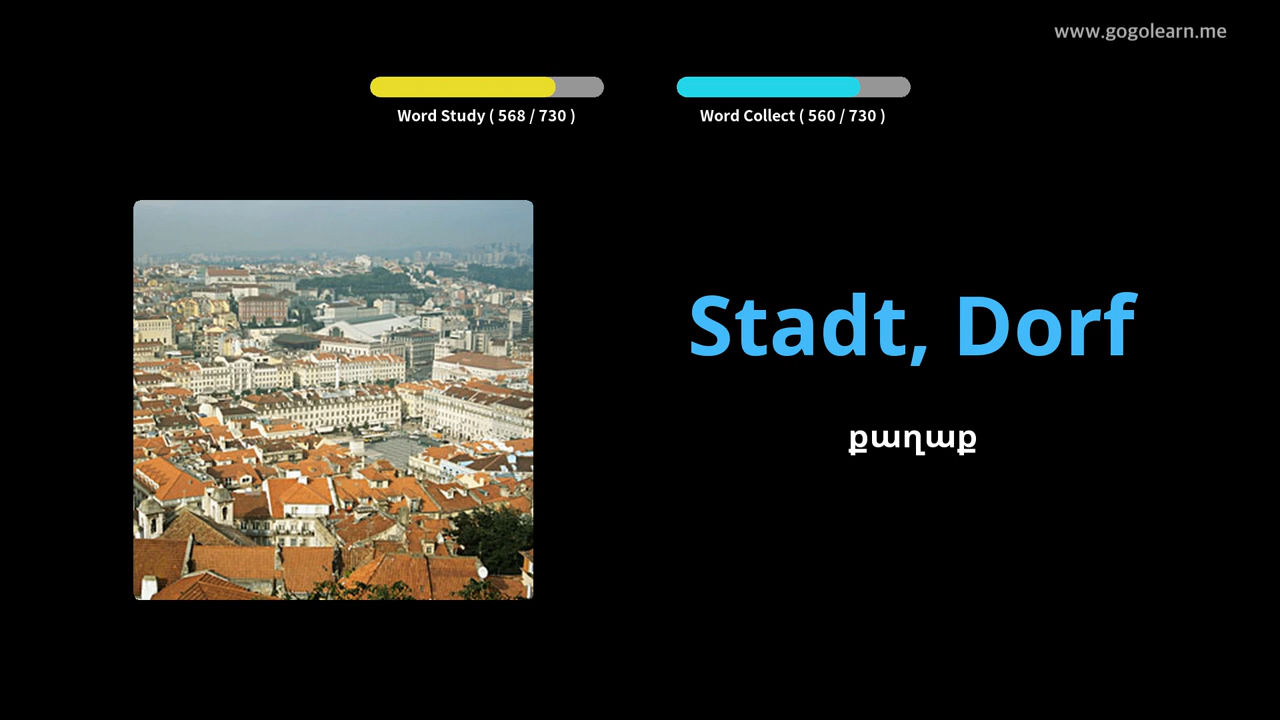 www.gogolearn.me
Word Study ( 568 / 730 )
Word Collect ( 560 / 730 )
Stadt, Dorf
քաղաք